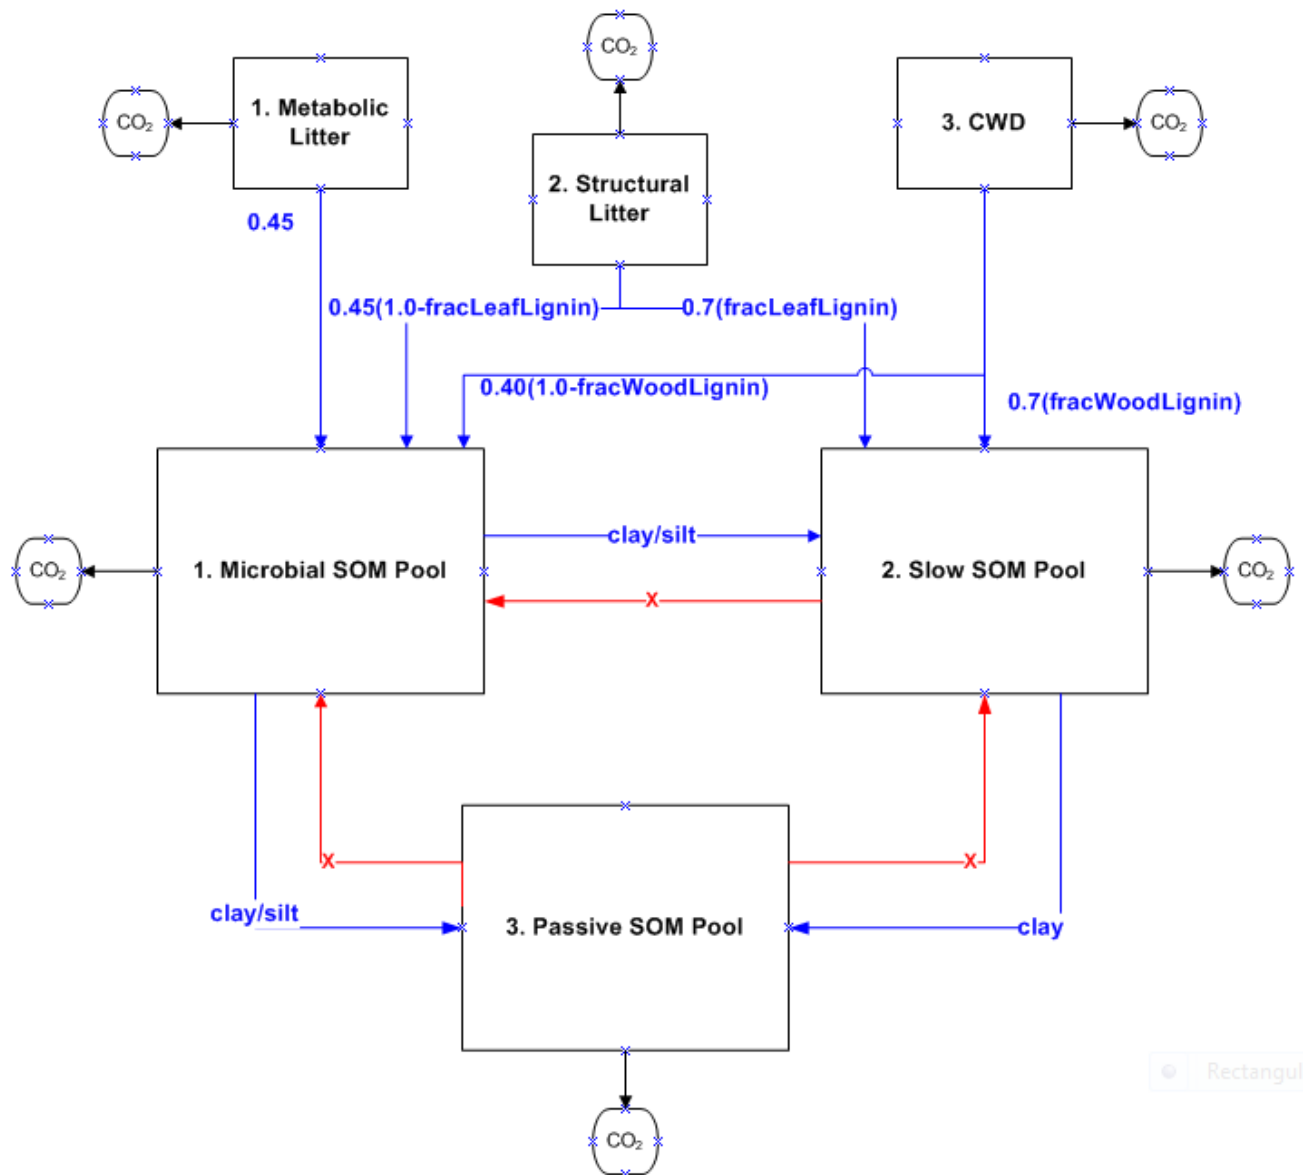 CO₂
1. Metabolic
Litter
CO₂
3. CWD
CO₂
2. Structural
Litter
0.45
0.45(1.0-fracLeafLignin)
0.7(fracLeafLignin)
0.40(1.0-fracWoodLignin)
0.7(fracWoodLignin)
clay/silt
CO₂
1. Microbial SOM Pool
2. Slow SOM Pool
CO₂
X
X
X
clay/silt
3. Passive SOM Pool
clay
Rectangul
CO₂